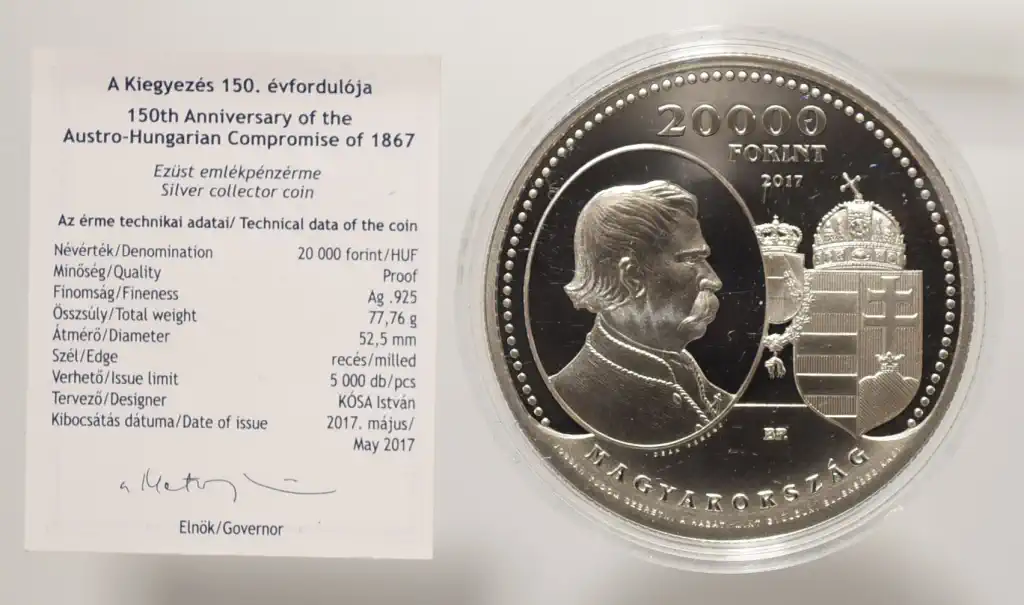 A Kiegyezés 150. évfordulója
150th Anniversary of the
Austro-Hungarian Compromise of 1867
Ezüst emlékpénzérme
Silver collector coin
Az érme technikai adatai/ Technical data of the coin
Névérték/Denomination 20 000 forint/HUF
Minőség/Quality Proof
Finomság/Fineness Ag .925
Összsúly/Total weight 77,76 g
Átmérő/Diameter 52,5 mm
Szél/Edge recés/milled
Verhető/Issue limit 5 000 db/pcs
Tervező/Designer KÓSA István
Kibocsátás dátuma/Date of issue 2017. május/
May 2017
Elnök/Governor
20000
FORINT
2017
BP.
MAGYARORSZÁG